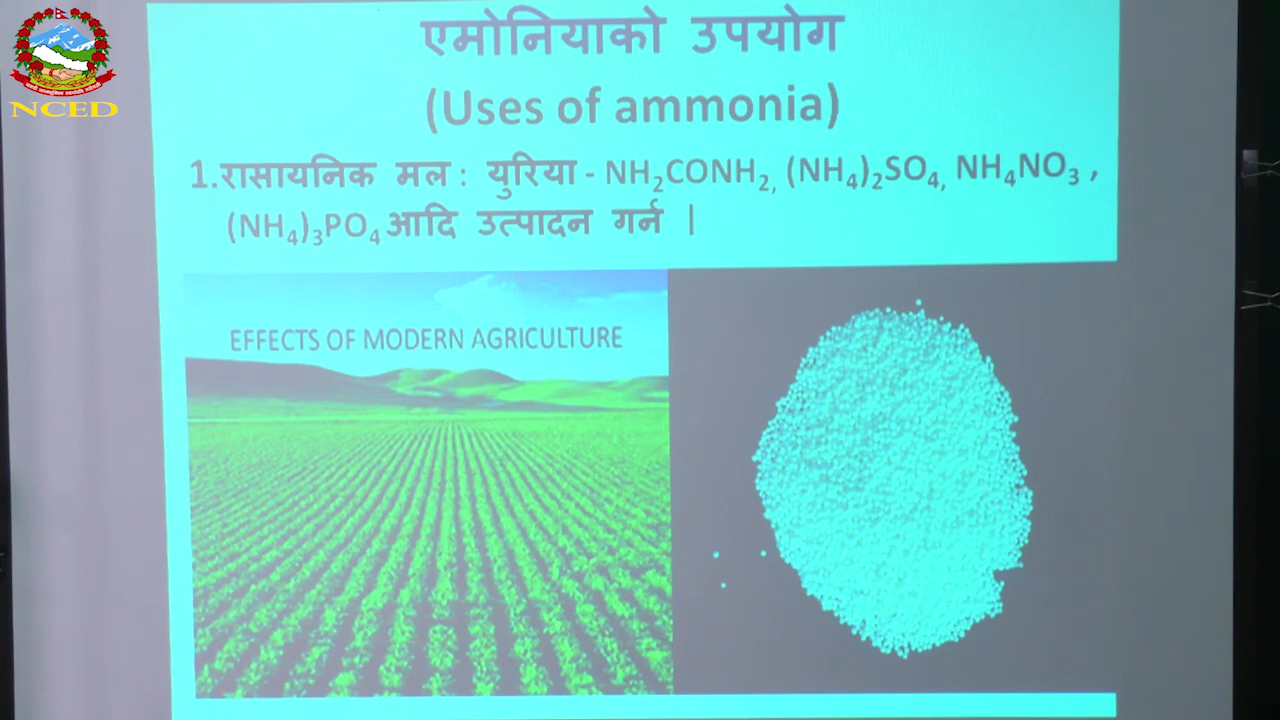 NCED
एमोनियाको उपयोग
(Uses of ammonia)
1.रासायनिक मल : युरिया - NH₂CONH₂, (NH₄)₂SO₄, NH₄NO₃ ,
(NH₄)₃PO₄ आदि उत्पादन गर्न |
EFFECTS OF MODERN AGRICULTURE